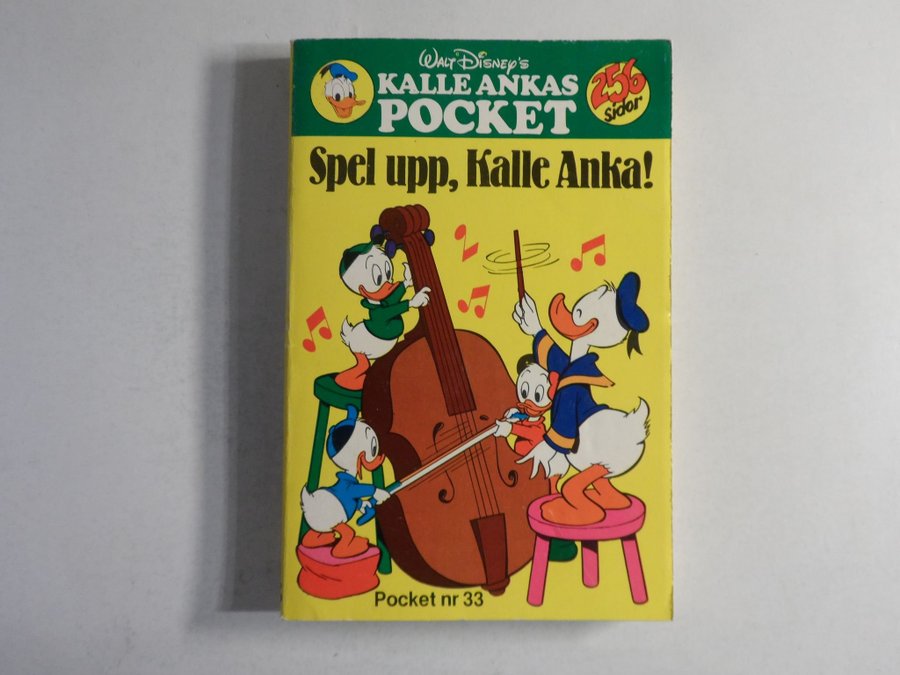 Walt Disney's
KALLE ANKAS
POCKET
256
sidor
Spel upp, Kalle Anka!
Pocket nr 33